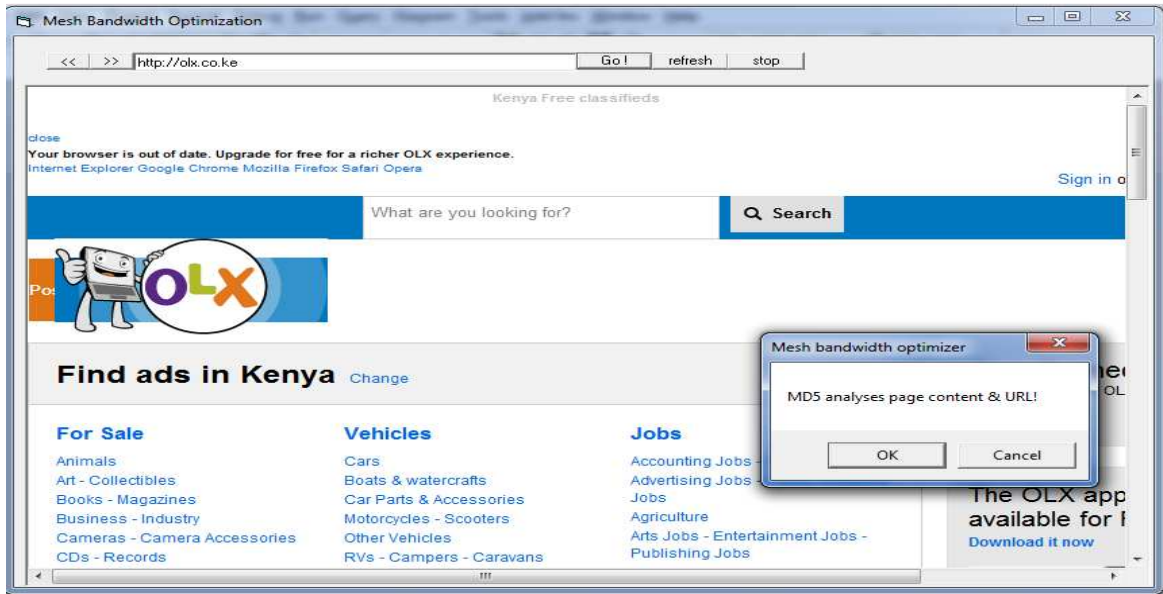 Mesh Bandwidth Optimization
<< >> http://olx.co.ke Go! refresh stop
Kenya Free classifieds
close
Your browser is out of date. Upgrade for free for a richer OLX experience.
Internet Explorer Google Chrome Mozilla Firefox Safari Opera
Sign in o
What are you looking for? Search
Pos
OLX
Find ads in Kenya Change
For Sale
Animals
Art - Collectibles
Books - Magazines
Business - Industry
Cameras - Camera Accessories
CDs - Records
Vehicles
Cars
Boats & watercrafts
Car Parts & Accessories
Motorcycles - Scooters
Other Vehicles
RVs - Campers - Caravans
Jobs
Accounting Jobs -
Advertising Jobs -
Jobs
Agriculture
Arts Jobs - Entertainment Jobs -
Publishing Jobs
Mesh bandwidth optimizer
MD5 analyses page content & URL!
OK Cancel
OL
The OLX app
available for
Download it now